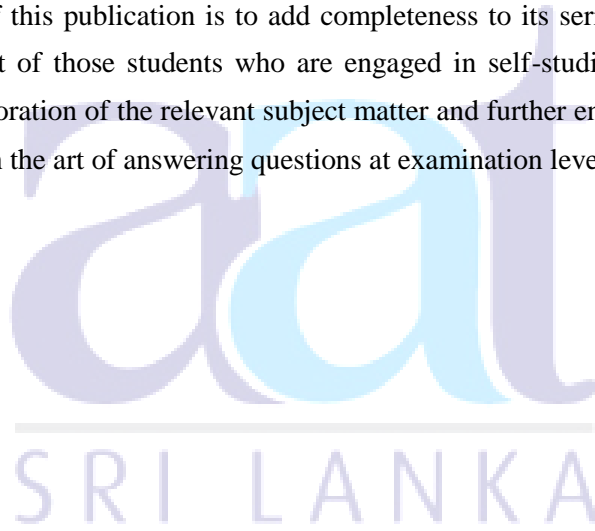 f this publication is to add completeness to its seri
t of those students who are engaged in self-studi
oration of the relevant subject matter and further en
n the art of answering questions at examination leve
aat
SRI LANKA